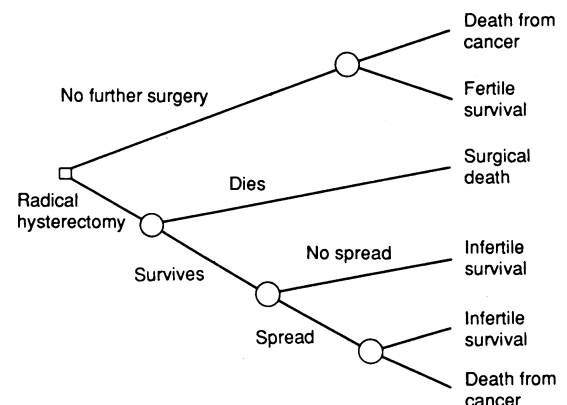 Death from
cancer
No further surgery
Fertile
survival
Surgical
death
Dies
Radical
hysterectomy
No spread
Infertile
survival
Survives
Infertile
survival
Spread
Death from
cancer